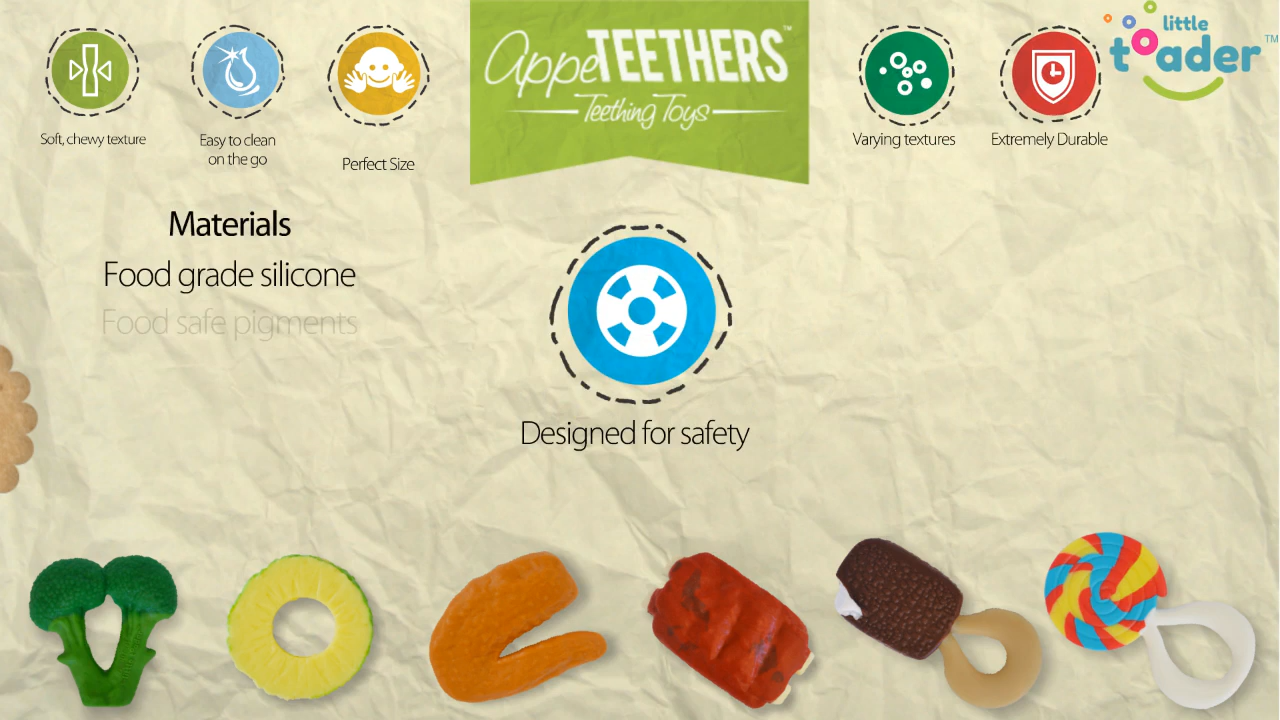 Soft, chewy texture
Easy to clean
on the go
Perfect Size
AppeTEETHERS™
Teething Toys
Varying textures
Extremely Durable
little
toader™
Materials
Food grade silicone
Food safe pigments
Designed for safety